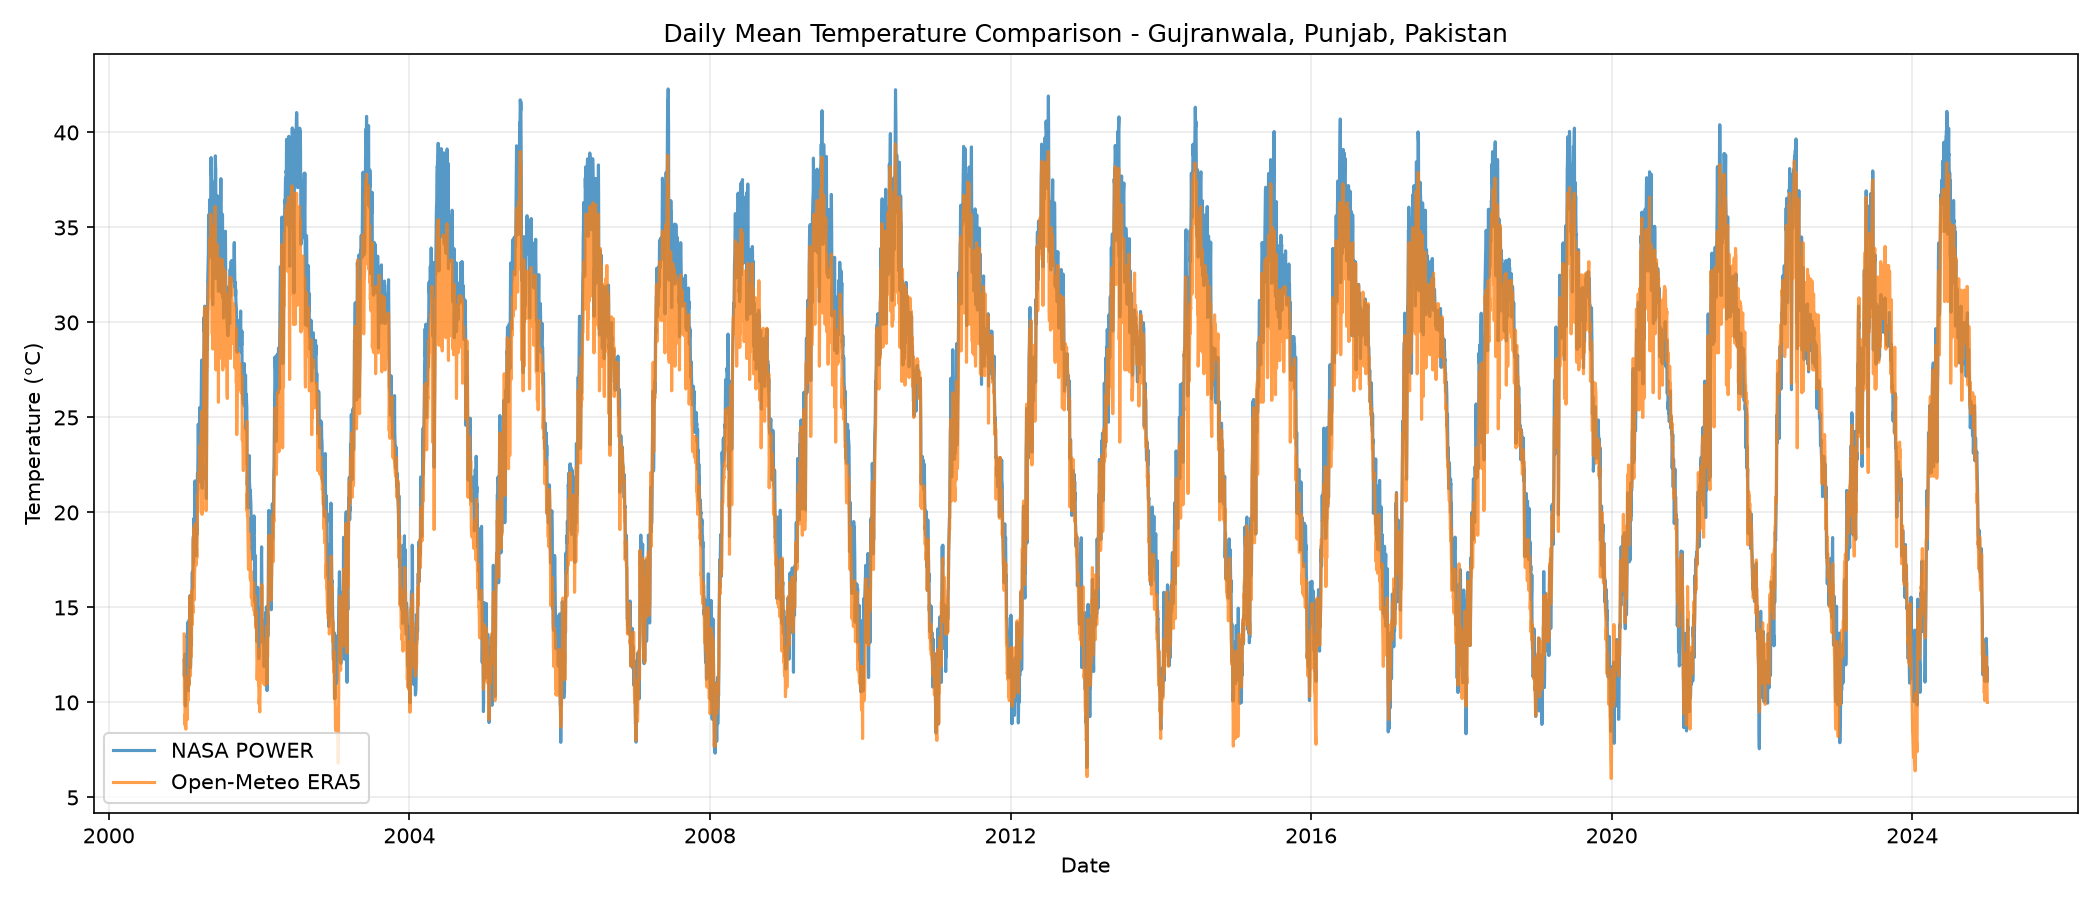 Daily Mean Temperature Comparison - Gujranwala, Punjab, Pakistan
Temperature (°C)
40
35
30
25
20
15
10
5
NASA POWER
Open-Meteo ERA5
2000 2004 2008 2012 2016 2020 2024
Date